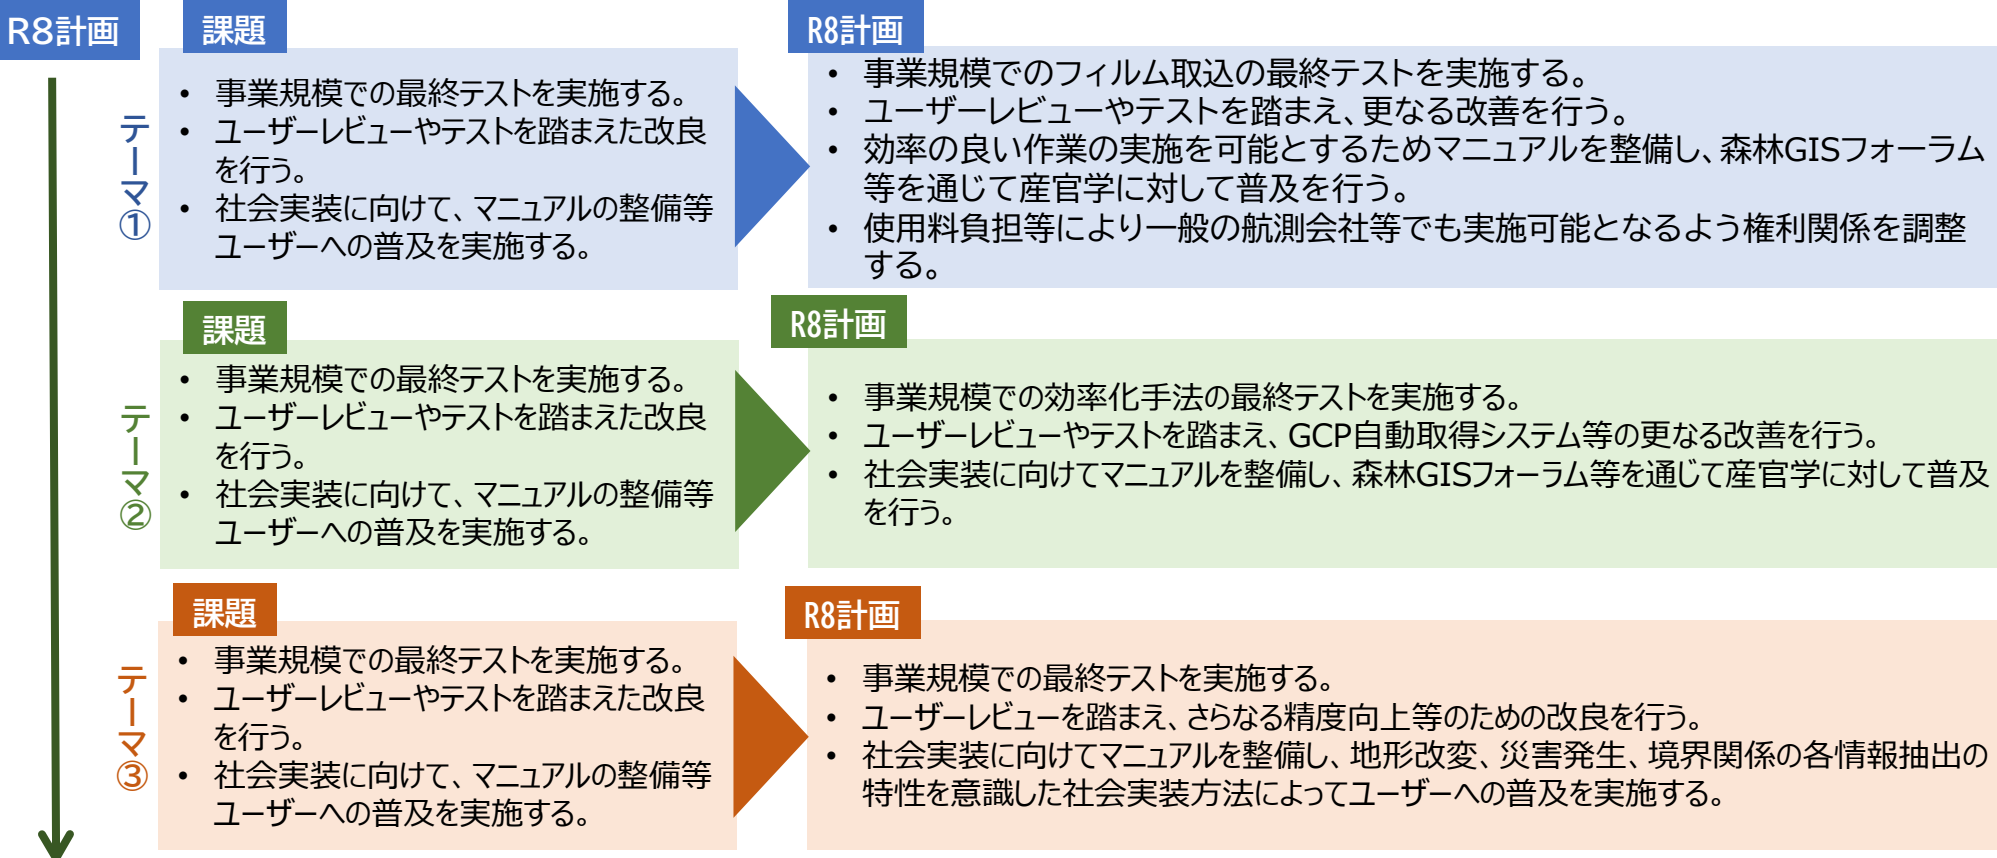 R8計画
テーマ①
課題
• 事業規模での最終テストを実施する。
• ユーザーレビューやテストを踏まえた改良
を行う。
• 社会実装に向けて、マニュアルの整備等
ユーザーへの普及を実施する。
R8計画
• 事業規模でのフィルム取込の最終テストを実施する。
• ユーザーレビューやテストを踏まえ、更なる改善を行う。
• 効率の良い作業の実施を可能とするためマニュアルを整備し、森林GISフォーラム
等を通じて産官学に対して普及を行う。
• 使用料負担等により一般の航測会社等でも実施可能となるよう権利関係を調整
する。
テーマ②
課題
• 事業規模での最終テストを実施する。
• ユーザーレビューやテストを踏まえた改良
を行う。
• 社会実装に向けて、マニュアルの整備等
ユーザーへの普及を実施する。
R8計画
• 事業規模での効率化手法の最終テストを実施する。
• ユーザーレビューやテストを踏まえ、GCP自動取得システム等の更なる改善を行う。
• 社会実装に向けてマニュアルを整備し、森林GISフォーラム等を通じて産官学に対して普及
を行う。
テーマ③
課題
• 事業規模での最終テストを実施する。
• ユーザーレビューやテストを踏まえた改良
を行う。
• 社会実装に向けて、マニュアルの整備等
ユーザーへの普及を実施する。
R8計画
• 事業規模での最終テストを実施する。
• ユーザーレビューを踏まえ、さらなる精度向上等のための改良を行う。
• 社会実装に向けてマニュアルを整備し、地形改変、災害発生、境界関係の各情報抽出の
特性を意識した社会実装方法によってユーザーへの普及を実施する。